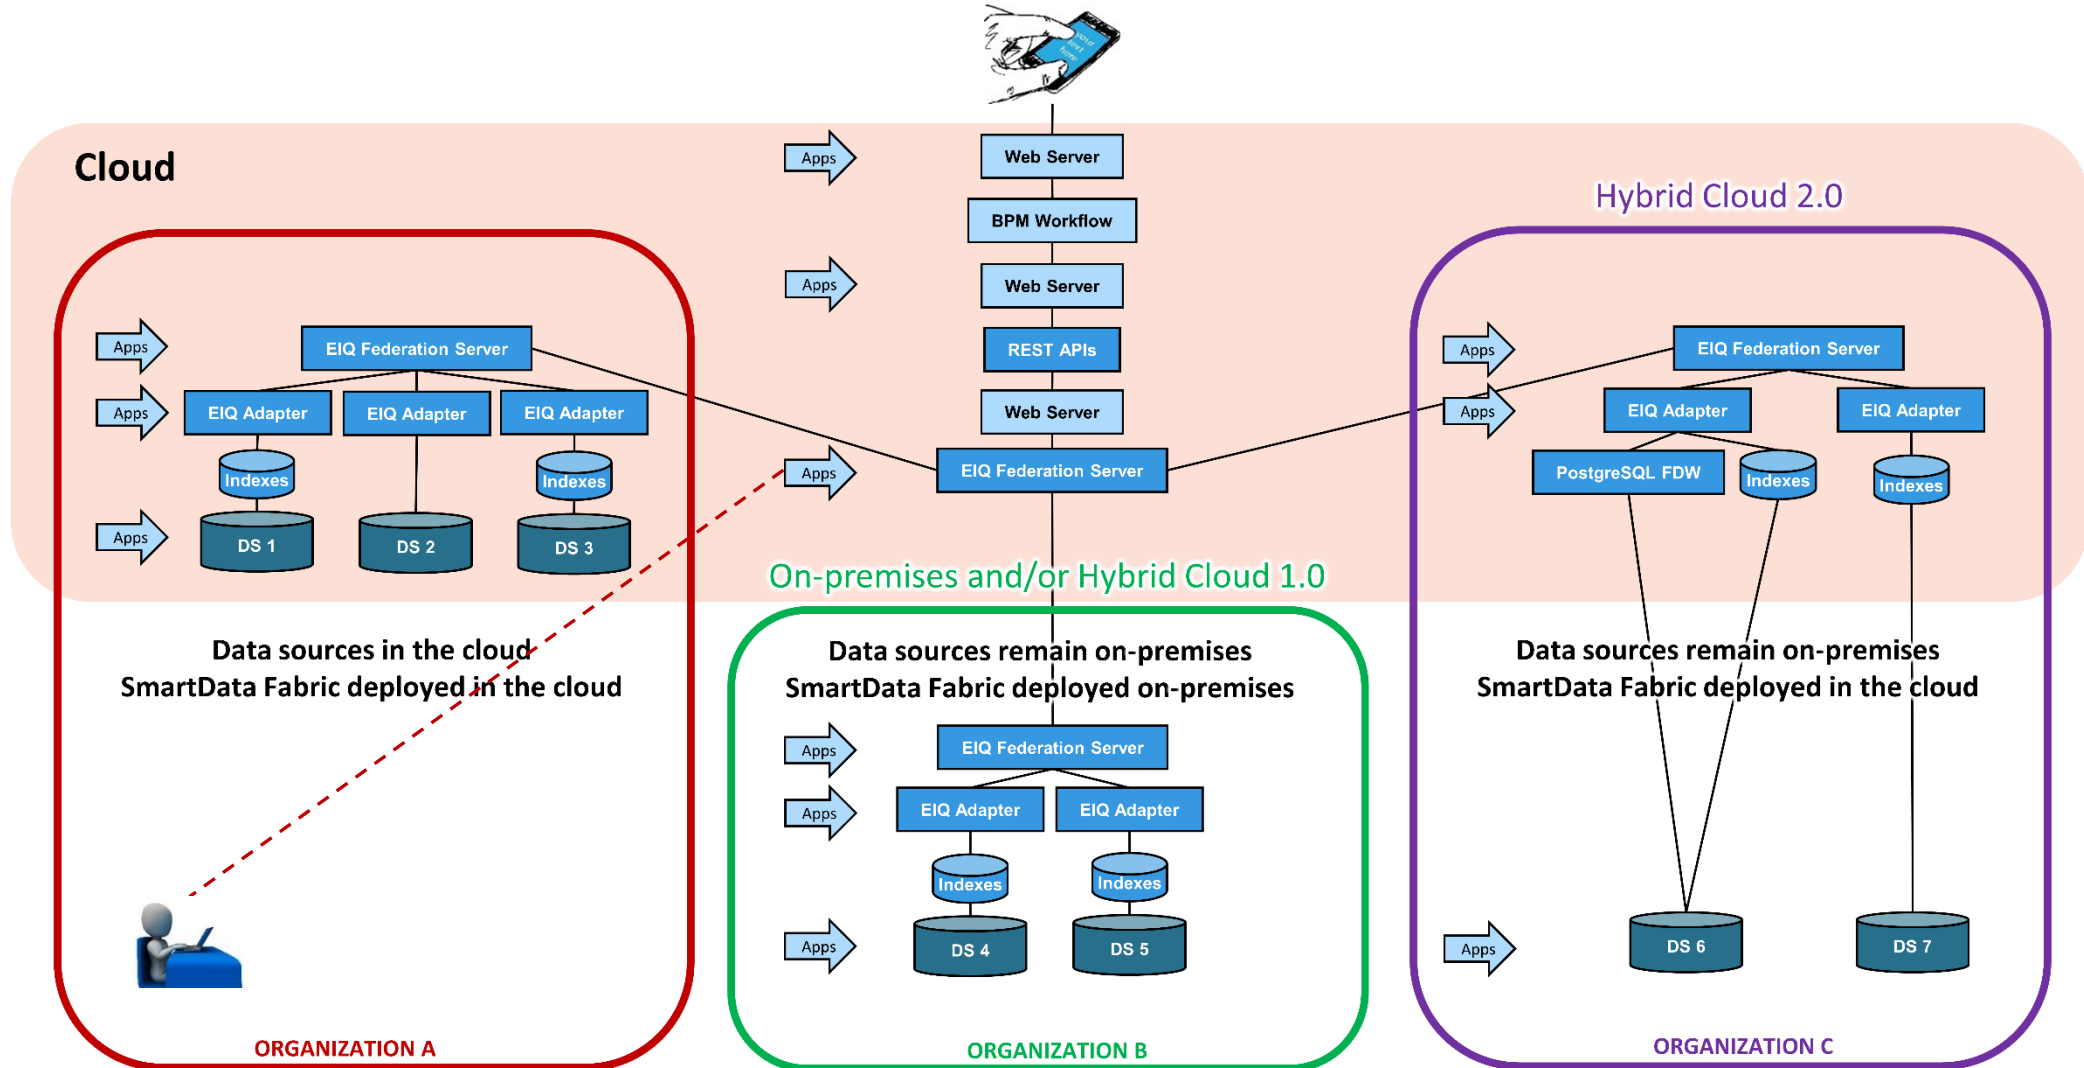 your
text
here
Cloud
Apps
Web Server
BPM Workflow
Apps
Web Server
REST APIs
Web Server
Apps
EIQ Federation Server
Hybrid Cloud 2.0
Apps
EIQ Federation Server
Apps
EIQ Adapter
EIQ Adapter
EIQ Adapter
Indexes
Indexes
Apps
DS 1
DS 2
DS 3
Data sources in the cloud
SmartData Fabric deployed in the cloud
ORGANIZATION A
On-premises and/or Hybrid Cloud 1.0
Data sources remain on-premises
SmartData Fabric deployed on-premises
Apps
EIQ Federation Server
Apps
EIQ Adapter
EIQ Adapter
Indexes
Indexes
Apps
DS 4
DS 5
ORGANIZATION B
Apps
EIQ Federation Server
Apps
EIQ Adapter
EIQ Adapter
PostgreSQL FDW
Indexes
Indexes
Data sources remain on-premises
SmartData Fabric deployed in the cloud
Apps
DS 6
DS 7
ORGANIZATION C